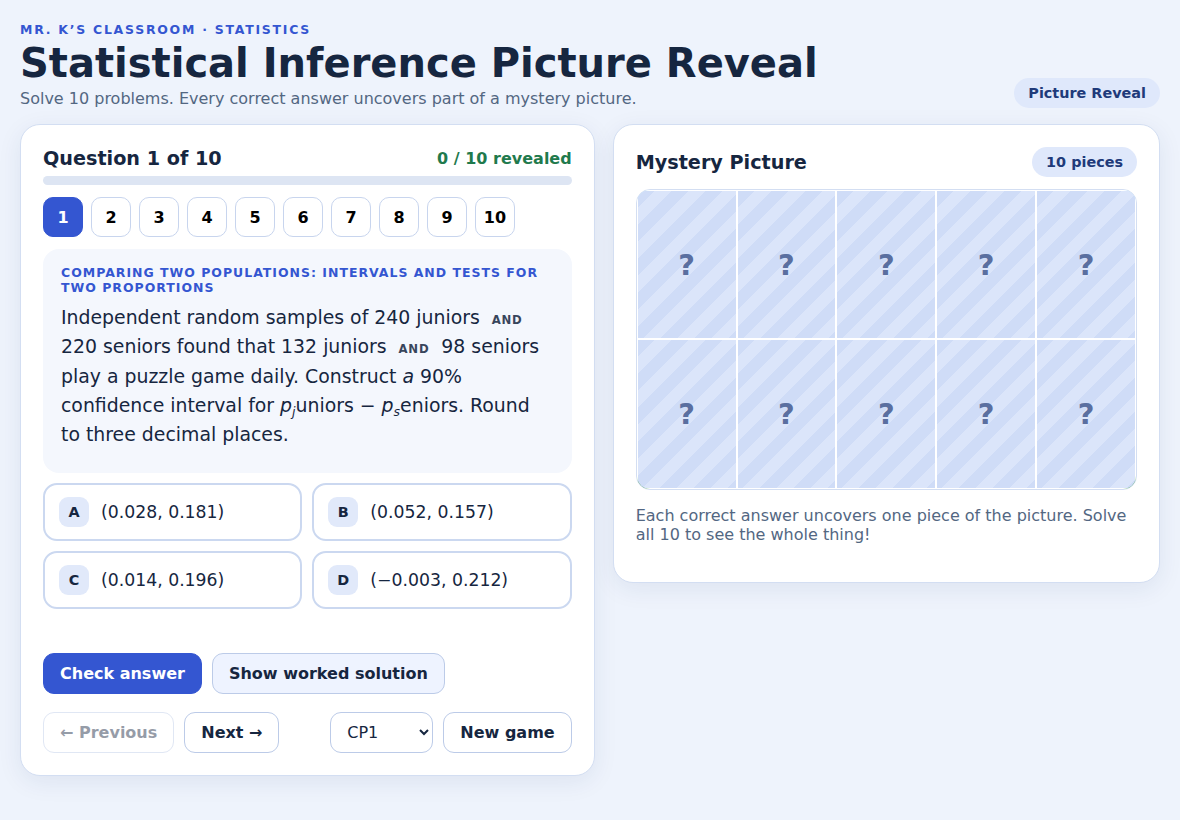 MR. K’S CLASSROOM · STATISTICS
Statistical Inference Picture Reveal
Solve 10 problems. Every correct answer uncovers part of a mystery picture.
Picture Reveal
Question 1 of 10
0 / 10 revealed
1 2 3 4 5 6 7 8 9 10
COMPARING TWO POPULATIONS: INTERVALS AND TESTS FOR
TWO PROPORTIONS
Independent random samples of 240 juniors AND
220 seniors found that 132 juniors AND 98 seniors
play a puzzle game daily. Construct a 90%
confidence interval for pjuniors − pseniors. Round
to three decimal places.
A (0.028, 0.181)
B (0.052, 0.157)
C (0.014, 0.196)
D (−0.003, 0.212)
Check answer
Show worked solution
← Previous
Next →
CP1
New game
Mystery Picture
10 pieces
? ? ? ? ?
? ? ? ? ?
Each correct answer uncovers one piece of the picture. Solve
all 10 to see the whole thing!